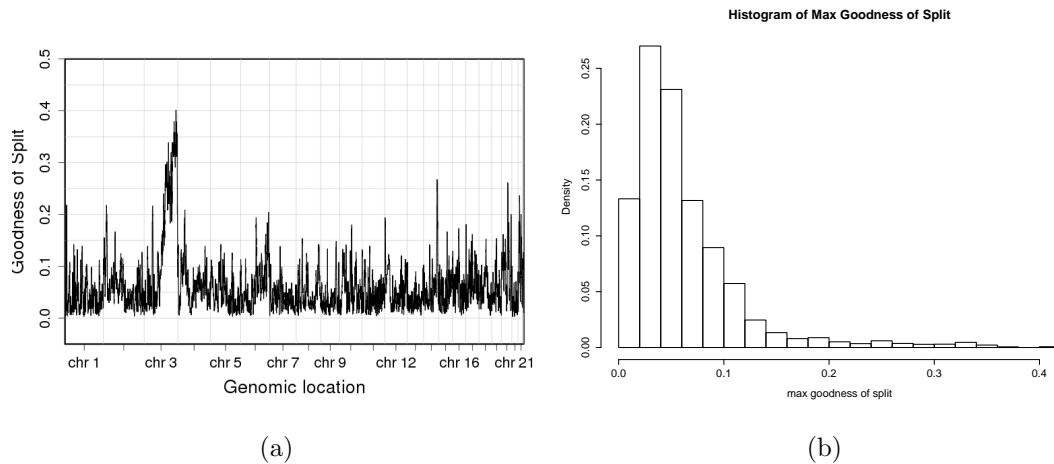 Goodness of Split
0.0
0.1
0.2
0.3
0.4
0.5
chr 1 chr 3 chr 5 chr 7 chr 9 chr 12 chr 16 chr 21
Genomic location
(a)
Histogram of Max Goodness of Split
Density
0.00
0.05
0.10
0.15
0.20
0.25
0.0 0.1 0.2 0.3 0.4
max goodness of split
(b)